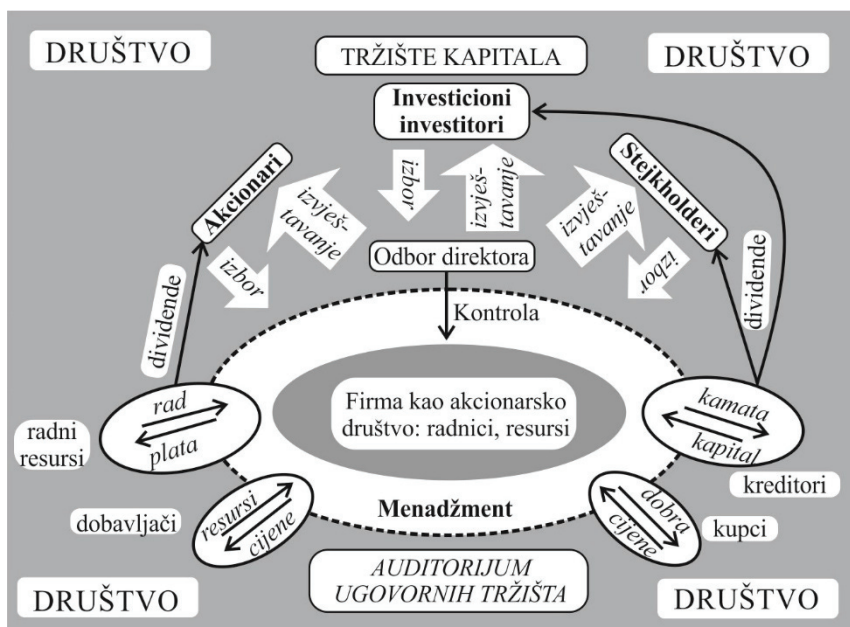 DRUŠTVO
TRŽIŠTE KAPITALA
DRUŠTVO
Investicioni
investitori
Akcionari
Stejkholderi
izbor
izvješ-
tavanje
izvješ-
tavanje
izvješ-
tavanje
izbor
izbor
Odbor direktora
Kontrola
dividende
dividende
Firma kao akcionarsko
društvo: radnici, resursi
rad
plata
radni
resursi
kamata
kapital
kreditori
Menadžment
dobavljači
resursi
cijene
dobra
cijene
kupci
AUDITORIJUM
UGOVORNIH TRŽIŠTA
DRUŠTVO
DRUŠTVO